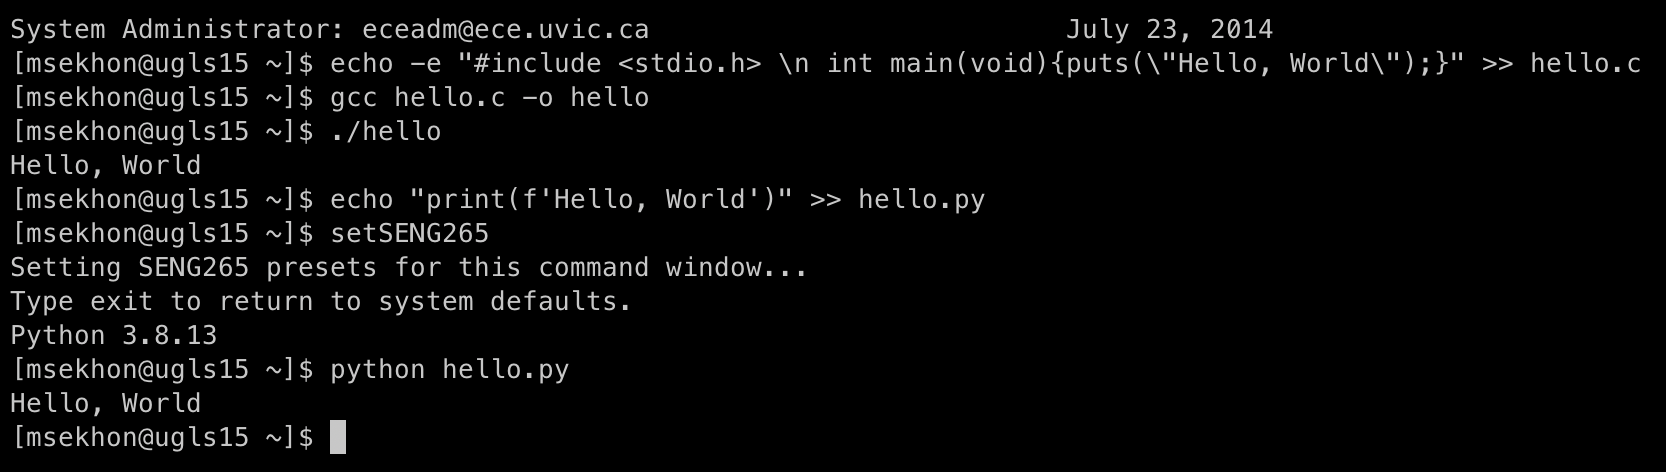 System Administrator: eceadm@ece.uvic.ca                          July 23, 2014
[msekhon@ugls15 ~]$ echo -e "#include <stdio.h> \n int main(void){puts(\"Hello, World\");}" >> hello.c
[msekhon@ugls15 ~]$ gcc hello.c -o hello
[msekhon@ugls15 ~]$ ./hello
Hello, World
[msekhon@ugls15 ~]$ echo "print(f'Hello, World')" >> hello.py
[msekhon@ugls15 ~]$ setSENG265
Setting SENG265 presets for this command window...
Type exit to return to system defaults.
Python 3.8.13
[msekhon@ugls15 ~]$ python hello.py
Hello, World
[msekhon@ugls15 ~]$